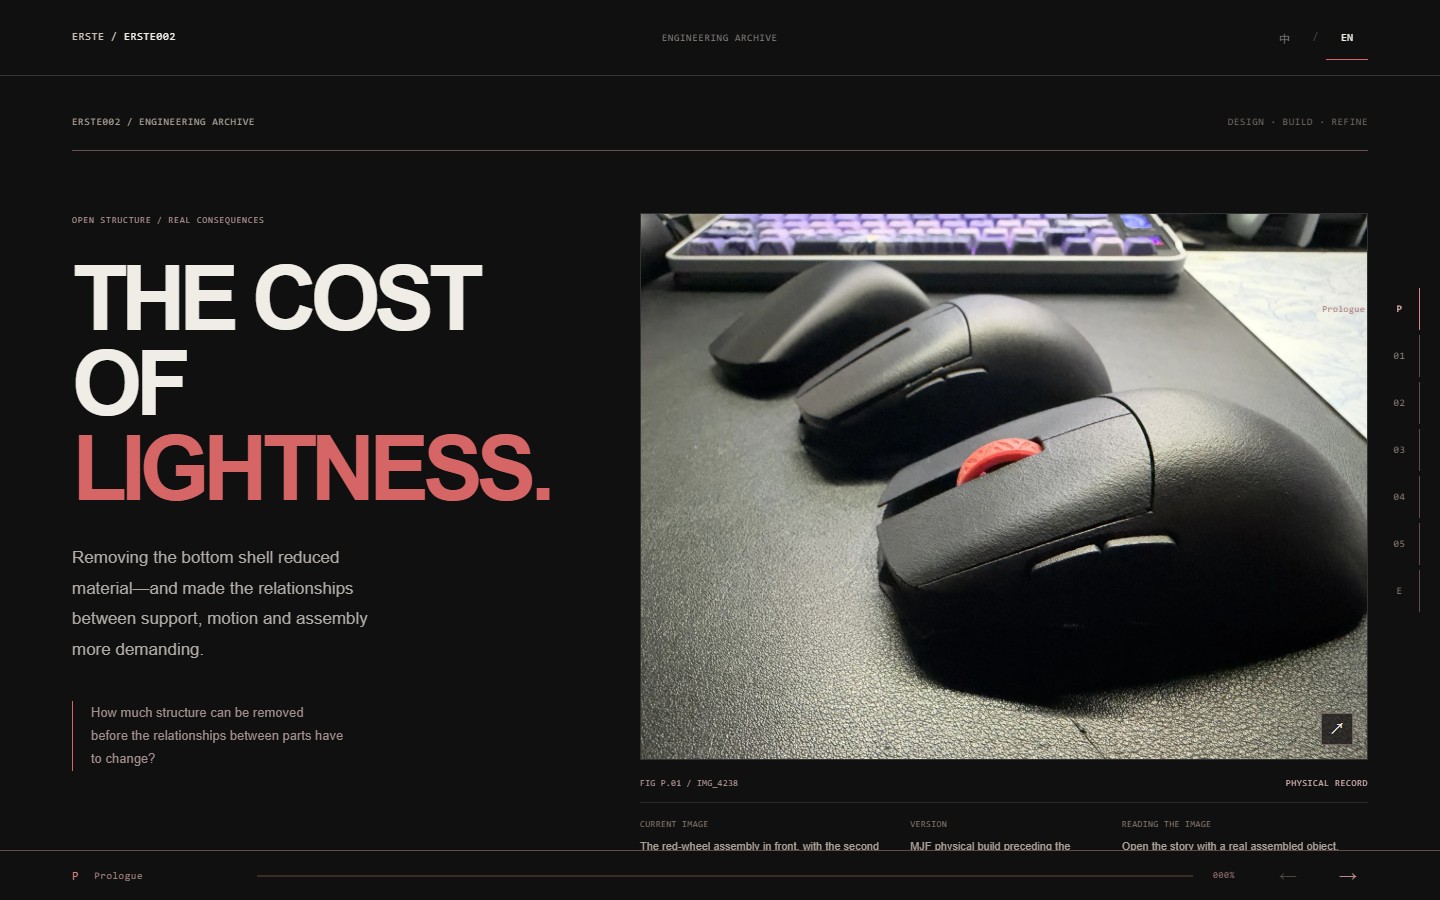 ERSTE / ERSTE002
ENGINEERING ARCHIVE
中 / EN
ERSTE002 / ENGINEERING ARCHIVE
DESIGN · BUILD · REFINE
OPEN STRUCTURE / REAL CONSEQUENCES
THE COST
OF
LIGHTNESS.
Removing the bottom shell reduced
material—and made the relationships
between support, motion and assembly
more demanding.
How much structure can be removed
before the relationships between parts have
to change?
Prologue
P
01
02
03
04
05
E
FIG P.01 / IMG_4238
PHYSICAL RECORD
CURRENT IMAGE
The red-wheel assembly in front, with the second
VERSION
MJF physical build preceding the
READING THE IMAGE
Open the story with a real assembled object.
P Prologue
000%
← →